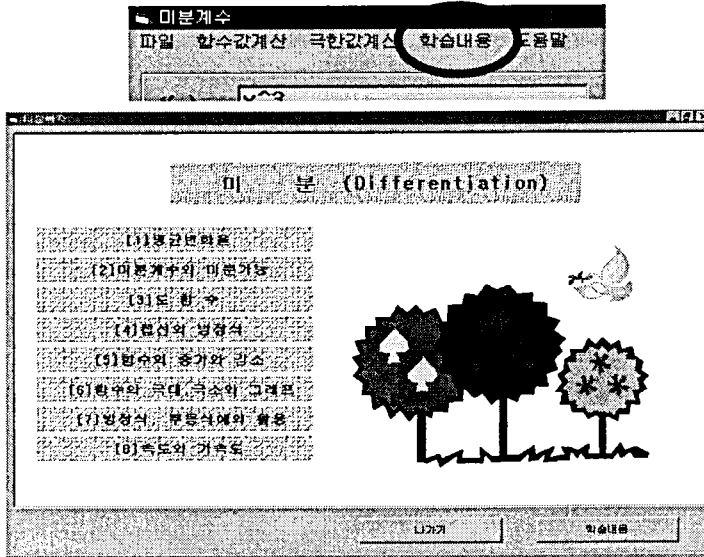 미분계수
파일 함수값계산 극한값계산 학습내용 도움말
x^3
미분계수
미 분 (Differentiation)
[1]평균변화율
[2]미분계수와 미분가능
[3]도 함 수
[4]접선의 방정식
[5]함수의 증가와 감소
[6]함수의 극대 극소와 그래프
[7]방정식, 부등식에의 활용
[8]속도와 가속도
나가기
학습내용